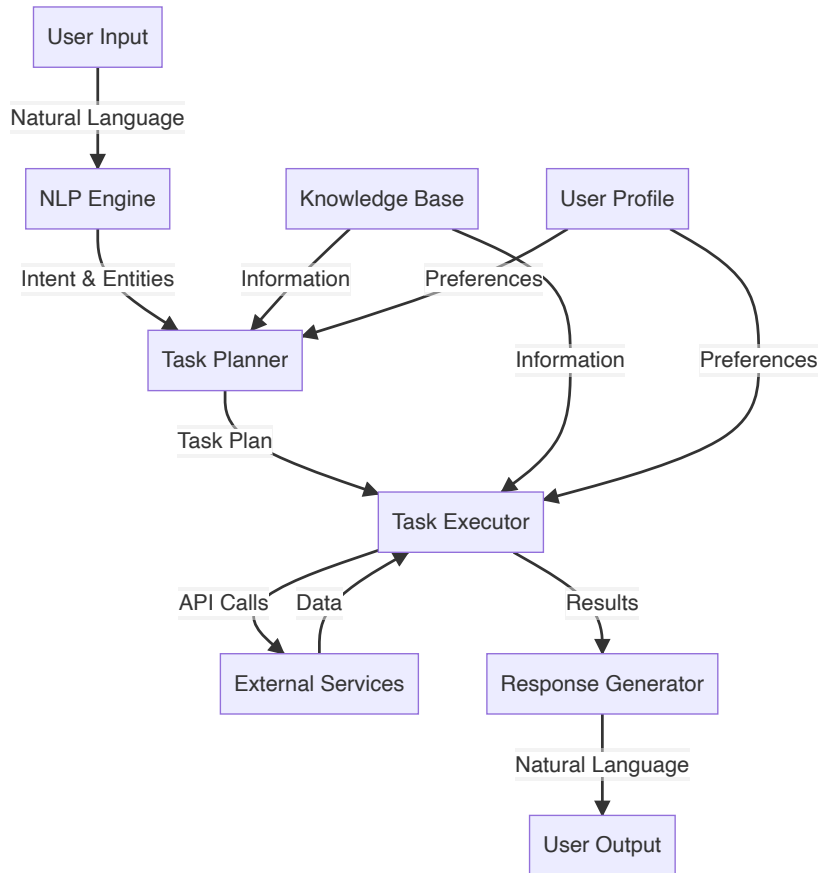 User Input
Natural Language
NLP Engine
Knowledge Base
User Profile
Intent & Entities
Information
Preferences
Task Planner
Information
Preferences
Task Plan
Task Executor
API Calls
Data
Results
External Services
Response Generator
Natural Language
User Output